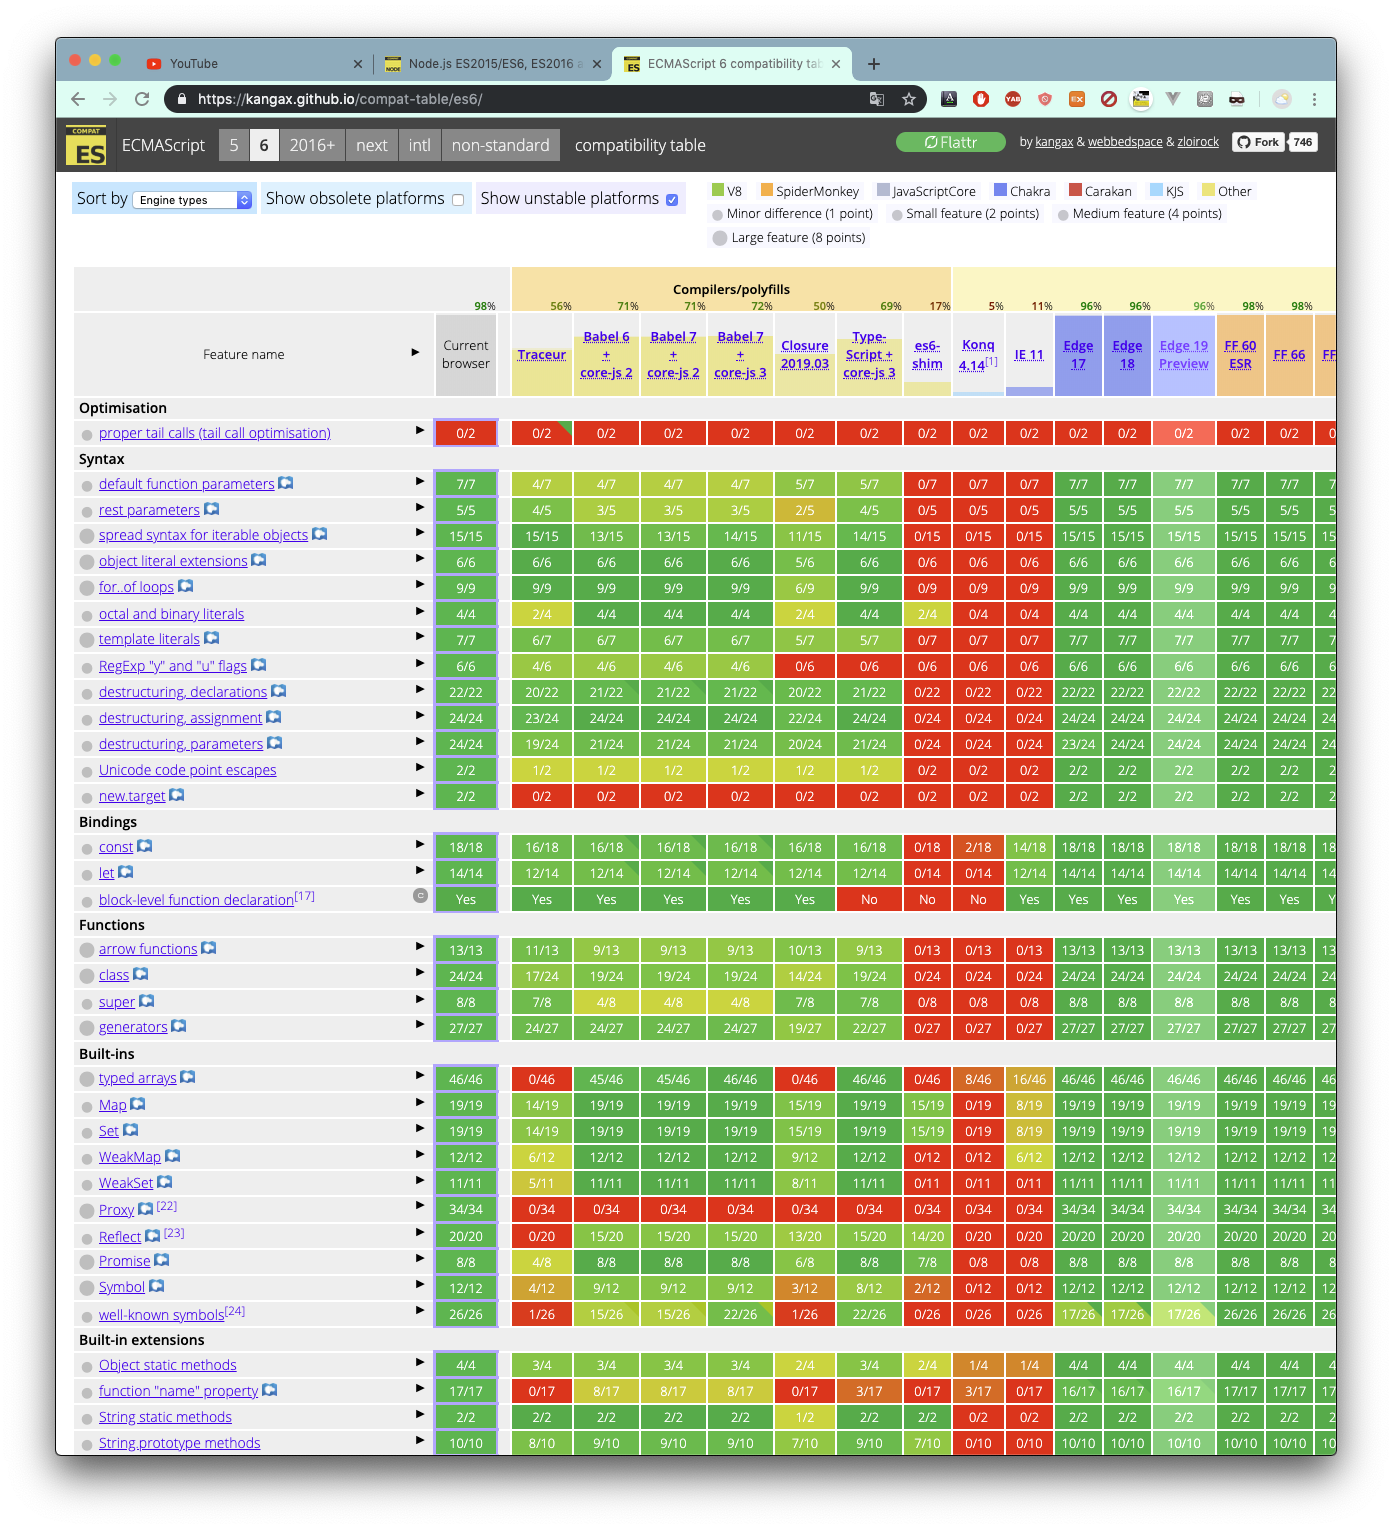 YouTube
Node.js ES2015/ES6, ES2016 a
ECMAScript 6 compatibility tab
https://kangax.github.io/compat-table/es6/
COMPAT ES ECMAScript 5 6 2016+ next intl non-standard compatibility table Flattr by kangax & webbedspace & zloirock Fork 746
Sort by Engine types Show obsolete platforms Show unstable platforms
V8 SpiderMonkey JavaScriptCore Chakra Carakan KJS Other
Minor difference (1 point) Small feature (2 points) Medium feature (4 points)
Large feature (8 points)
Compilers/polyfills
98% 56% 71% 71% 72% 50% 69% 17% 5% 11% 96% 96% 96% 98% 98%
Feature name Current browser Traceur Babel 6 + core-js 2 Babel 7 + core-js 2 Babel 7 + core-js 3 Closure 2019.03 Type-Script + core-js 3 es6-shim Konq 4.14[1] IE 11 Edge 17 Edge 18 Edge 19 Preview FF 60 ESR FF 66 FF
Optimisation
proper tail calls (tail call optimisation) 0/2 0/2 0/2 0/2 0/2 0/2 0/2 0/2 0/2 0/2 0/2 0/2 0/2 0/2 0/2 0
Syntax
default function parameters 7/7 4/7 4/7 4/7 4/7 5/7 5/7 0/7 0/7 0/7 7/7 7/7 7/7 7/7 7/7 7
rest parameters 5/5 4/5 3/5 3/5 3/5 2/5 4/5 0/5 0/5 0/5 5/5 5/5 5/5 5/5 5/5 5
spread syntax for iterable objects 15/15 15/15 13/15 13/15 14/15 11/15 14/15 0/15 0/15 0/15 15/15 15/15 15/15 15/15 15/15 15
object literal extensions 6/6 6/6 6/6 6/6 6/6 5/6 6/6 0/6 0/6 0/6 6/6 6/6 6/6 6/6 6/6 6
for..of loops 9/9 9/9 9/9 9/9 9/9 6/9 9/9 0/9 0/9 0/9 9/9 9/9 9/9 9/9 9/9 9
octal and binary literals 4/4 2/4 4/4 4/4 4/4 2/4 4/4 2/4 0/4 0/4 4/4 4/4 4/4 4/4 4/4 4
template literals 7/7 6/7 6/7 6/7 6/7 5/7 5/7 0/7 0/7 0/7 7/7 7/7 7/7 7/7 7/7 7
RegExp "y" and "u" flags 6/6 4/6 4/6 4/6 4/6 0/6 0/6 0/6 0/6 0/6 6/6 6/6 6/6 6/6 6/6 6
destructuring, declarations 22/22 20/22 21/22 21/22 21/22 20/22 21/22 0/22 0/22 0/22 22/22 22/22 22/22 22/22 22/22 22
destructuring, assignment 24/24 23/24 24/24 24/24 24/24 22/24 24/24 0/24 0/24 0/24 24/24 24/24 24/24 24/24 24/24 24
destructuring, parameters 24/24 19/24 21/24 21/24 21/24 20/24 21/24 0/24 0/24 0/24 23/24 24/24 24/24 24/24 24/24 24
Unicode code point escapes 2/2 1/2 1/2 1/2 1/2 1/2 1/2 0/2 0/2 0/2 2/2 2/2 2/2 2/2 2/2 2
new.target 2/2 0/2 0/2 0/2 0/2 0/2 0/2 0/2 0/2 0/2 2/2 2/2 2/2 2/2 2/2 2
Bindings
const 18/18 16/18 16/18 16/18 16/18 16/18 16/18 0/18 2/18 14/18 18/18 18/18 18/18 18/18 18/18 18
let 14/14 12/14 12/14 12/14 12/14 12/14 12/14 0/14 0/14 12/14 14/14 14/14 14/14 14/14 14/14 14
block-level function declaration[17] C Yes Yes Yes Yes Yes Yes No No No Yes Yes Yes Yes Yes Yes Y
Functions
arrow functions 13/13 11/13 9/13 9/13 9/13 10/13 9/13 0/13 0/13 0/13 13/13 13/13 13/13 13/13 13/13 13
class 24/24 17/24 19/24 19/24 19/24 14/24 19/24 0/24 0/24 0/24 24/24 24/24 24/24 24/24 24/24 24
super 8/8 7/8 4/8 4/8 4/8 7/8 7/8 0/8 0/8 0/8 8/8 8/8 8/8 8/8 8/8 8
generators 27/27 24/27 24/27 24/27 24/27 19/27 22/27 0/27 0/27 0/27 27/27 27/27 27/27 27/27 27/27 27
Built-ins
typed arrays 46/46 0/46 45/46 45/46 46/46 0/46 46/46 0/46 8/46 16/46 46/46 46/46 46/46 46/46 46/46 46
Map 19/19 14/19 19/19 19/19 19/19 15/19 19/19 15/19 0/19 8/19 19/19 19/19 19/19 19/19 19/19 19
Set 19/19 14/19 19/19 19/19 19/19 15/19 19/19 15/19 0/19 8/19 19/19 19/19 19/19 19/19 19/19 19
WeakMap 12/12 6/12 12/12 12/12 12/12 9/12 12/12 0/12 0/12 6/12 12/12 12/12 12/12 12/12 12/12 12
WeakSet 11/11 5/11 11/11 11/11 11/11 8/11 11/11 0/11 0/11 0/11 11/11 11/11 11/11 11/11 11/11 11
Proxy [22] 34/34 0/34 0/34 0/34 0/34 0/34 0/34 0/34 0/34 0/34 34/34 34/34 34/34 34/34 34/34 34
Reflect [23] 20/20 0/20 15/20 15/20 15/20 13/20 15/20 14/20 0/20 0/20 20/20 20/20 20/20 20/20 20/20 20
Promise 8/8 4/8 8/8 8/8 8/8 6/8 8/8 7/8 0/8 0/8 8/8 8/8 8/8 8/8 8/8 8
Symbol 12/12 4/12 9/12 9/12 9/12 3/12 8/12 2/12 0/12 0/12 12/12 12/12 12/12 12/12 12/12 12
well-known symbols[24] 26/26 1/26 15/26 15/26 22/26 1/26 22/26 0/26 0/26 0/26 17/26 17/26 17/26 26/26 26/26 26
Built-in extensions
Object static methods 4/4 3/4 3/4 3/4 3/4 2/4 3/4 2/4 1/4 1/4 4/4 4/4 4/4 4/4 4/4 4
function "name" property 17/17 0/17 8/17 8/17 8/17 0/17 3/17 0/17 3/17 0/17 16/17 16/17 16/17 17/17 17/17 17
String static methods 2/2 2/2 2/2 2/2 2/2 1/2 2/2 2/2 0/2 0/2 2/2 2/2 2/2 2/2 2/2 2
String.prototype methods 10/10 8/10 9/10 9/10 9/10 7/10 9/10 7/10 0/10 0/10 10/10 10/10 10/10 10/10 10/10 10